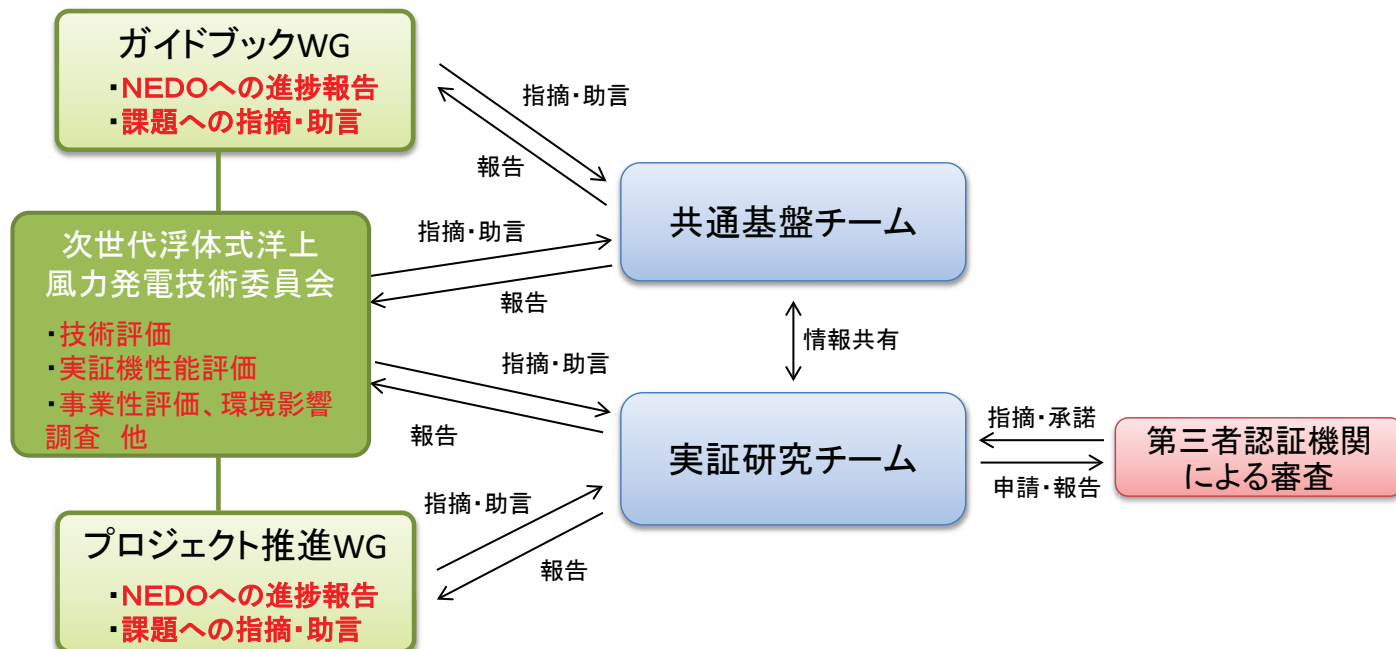 ガイドブックWG
・NEDOへの進捗報告
・課題への指摘・助言
指摘・助言
報告
共通基盤チーム
次世代浮体式洋上
風力発電技術委員会
・技術評価
・実証機性能評価
・事業性評価、環境影響
調査 他
指摘・助言
報告
情報共有
指摘・助言
報告
実証研究チーム
指摘・承諾
申請・報告
第三者認証機関
による審査
プロジェクト推進WG
・NEDOへの進捗報告
・課題への指摘・助言
指摘・助言
報告